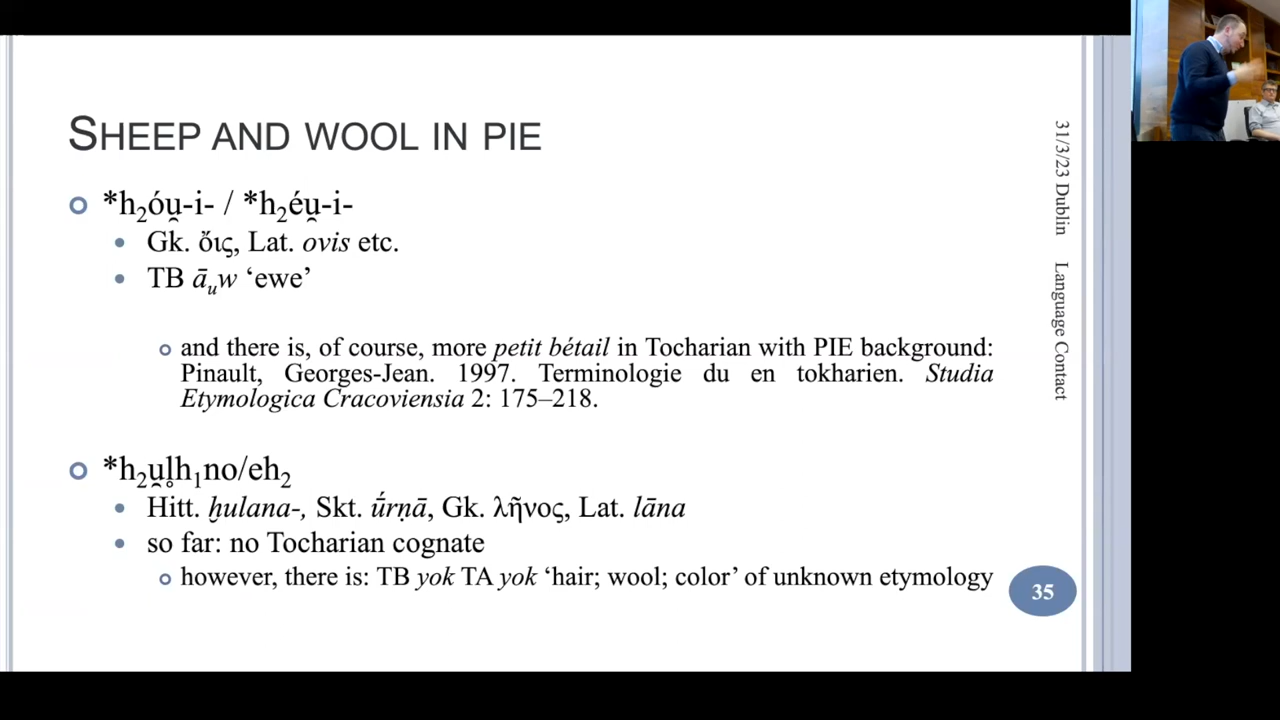 SHEEP AND WOOL IN PIE
*h₂óu̯-i- / *h₂éu̯-i-
Gk. ὄις, Lat. ovis etc.
TB āᵤw ‘ewe’
and there is, of course, more petit bétail in Tocharian with PIE background:
Pinault, Georges-Jean. 1997. Terminologie du en tokharien. Studia
Etymologica Cracoviensia 2: 175–218.
*h₂u̯l̥h₁no/eh₂
Hitt. ḫulana-, Skt. ū́rṇā, Gk. λῆνος, Lat. lāna
so far: no Tocharian cognate
however, there is: TB yok TA yok ‘hair; wool; color’ of unknown etymology
31/3/23 Dublin Language Contact
35